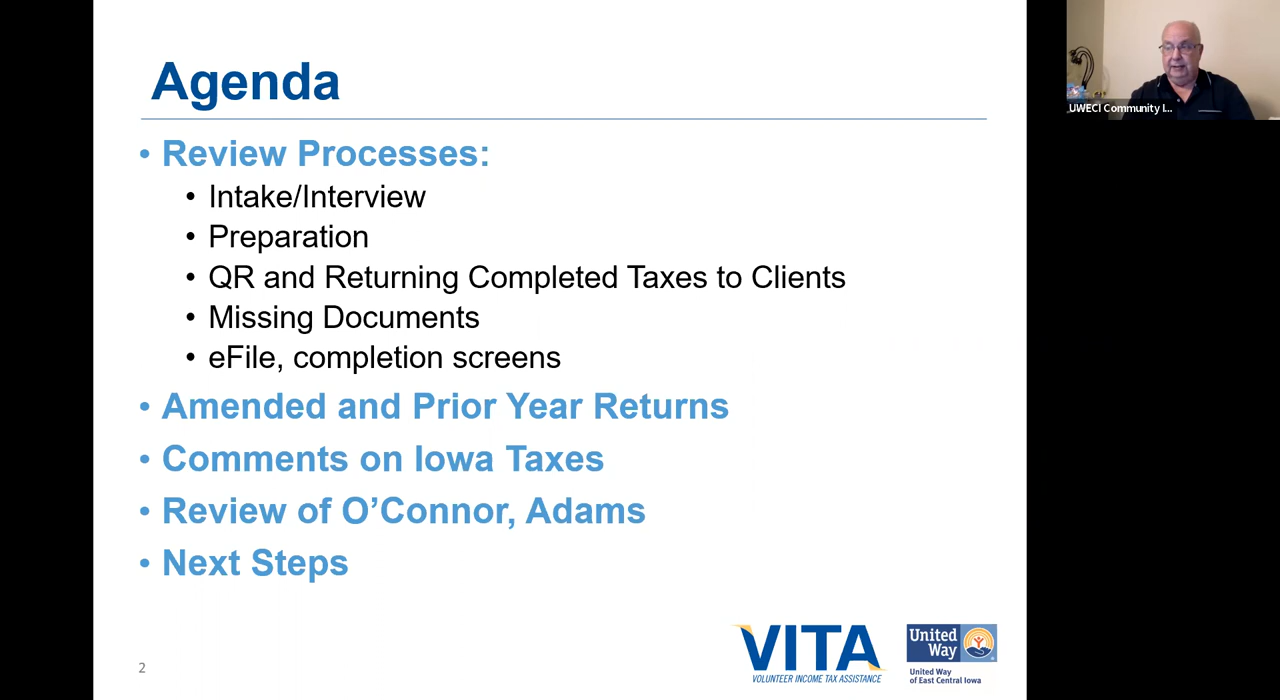 Agenda
• Review Processes:
• Intake/Interview
• Preparation
• QR and Returning Completed Taxes to Clients
• Missing Documents
• eFile, completion screens
• Amended and Prior Year Returns
• Comments on Iowa Taxes
• Review of O’Connor, Adams
• Next Steps
2
VITA
VOLUNTEER INCOME TAX ASSISTANCE
United
Way
United Way
of East Central Iowa
UWECI Community I...